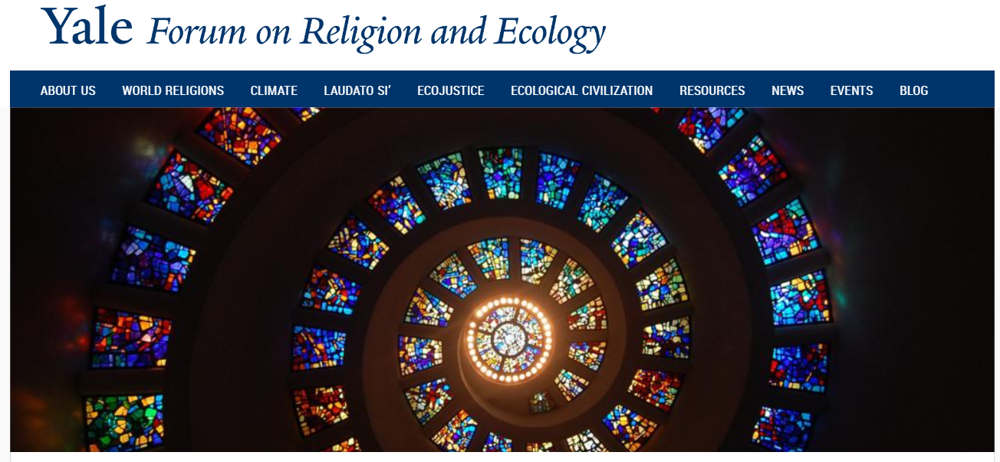 Yale Forum on Religion and Ecology
ABOUT US WORLD RELIGIONS CLIMATE LAUDATO SI’ ECOJUSTICE ECOLOGICAL CIVILIZATION RESOURCES NEWS EVENTS BLOG